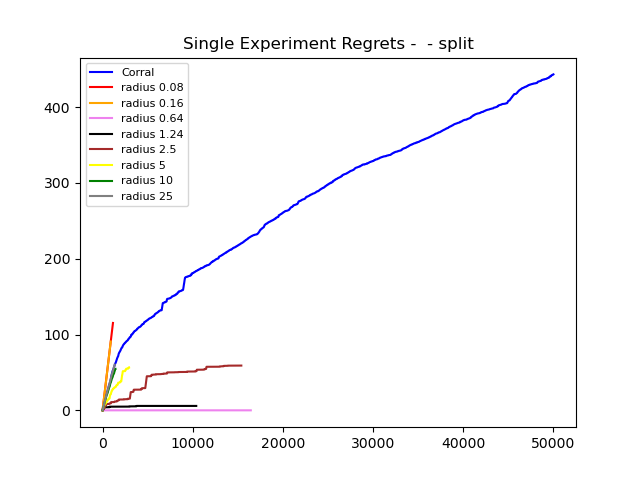 Single Experiment Regrets -  - split
Corral
radius 0.08
radius 0.16
radius 0.64
radius 1.24
radius 2.5
radius 5
radius 10
radius 25
400
300
200
100
0
0 10000 20000 30000 40000 50000